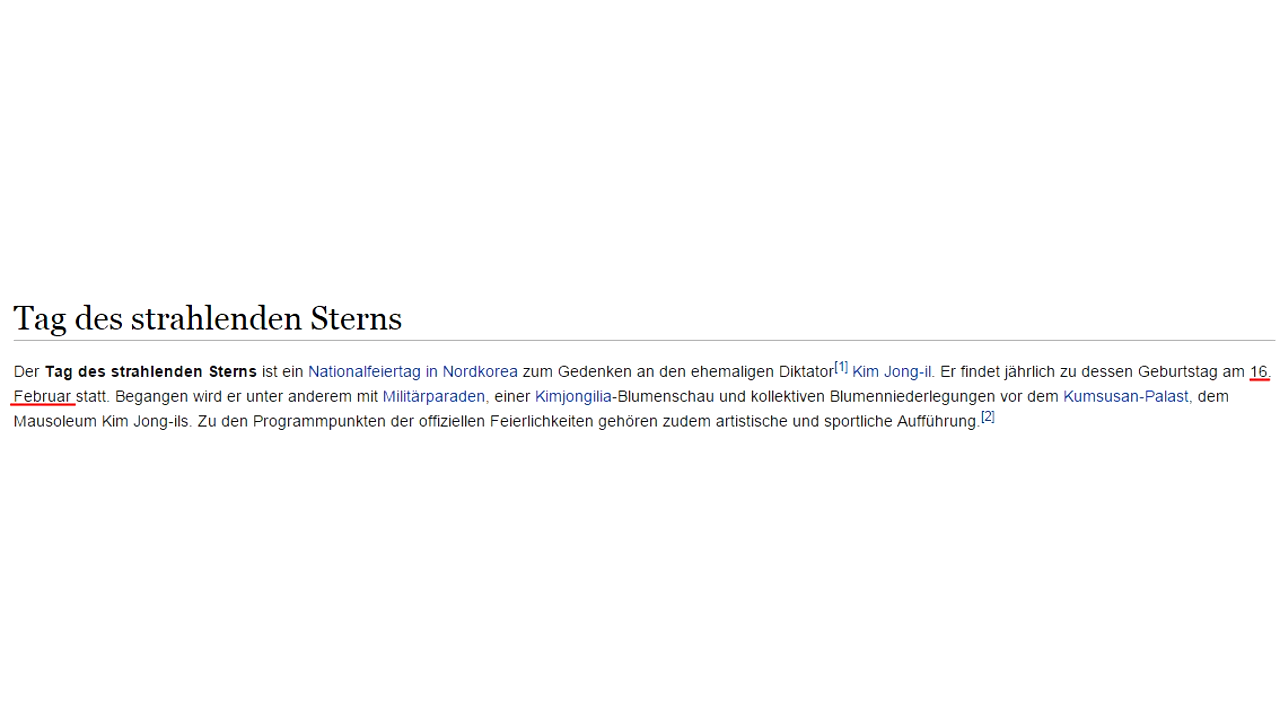 Tag des strahlenden Sterns
Der Tag des strahlenden Sterns ist ein Nationalfeiertag in Nordkorea zum Gedenken an den ehemaligen Diktator[1] Kim Jong-il. Er findet jährlich zu dessen Geburtstag am 16.
Februar statt. Begangen wird er unter anderem mit Militärparaden, einer Kimjongilia-Blumenschau und kollektiven Blumenniederlegungen vor dem Kumsusan-Palast, dem
Mausoleum Kim Jong-ils. Zu den Programmpunkten der offiziellen Feierlichkeiten gehören zudem artistische und sportliche Aufführung.[2]